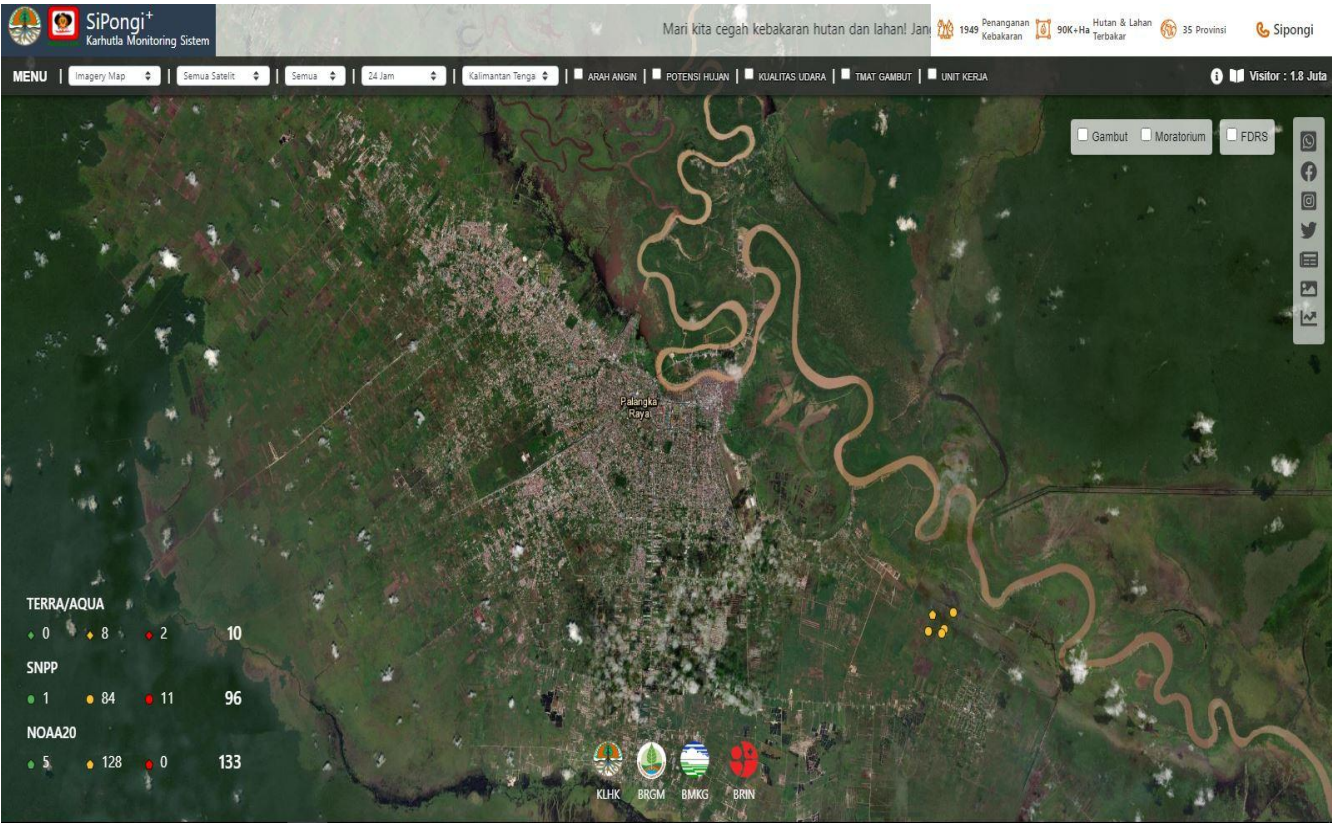 SiPongi+
Karhutla Monitoring Sistem
Mari kita cegah kebakaran hutan dan lahan! Jan
1949 Penanganan Kebakaran
90K+Ha Hutan & Lahan Terbakar
35 Provinsi
Sipongi
MENU | Imagery Map | Semua Satelit | Semua | 24 Jam | Kalimantan Tenga | ARAH ANGIN | POTENSI HUJAN | KUALITAS UDARA | TMAT GAMBUT | UNIT KERJA
Visitor : 1.8 Juta
Gambut Moratorium FDRS
Palangka
Raya
TERRA/AQUA
0 8 2 10
SNPP
1 84 11 96
NOAA20
5 128 0 133
KLHK BRGM BMKG BRIN